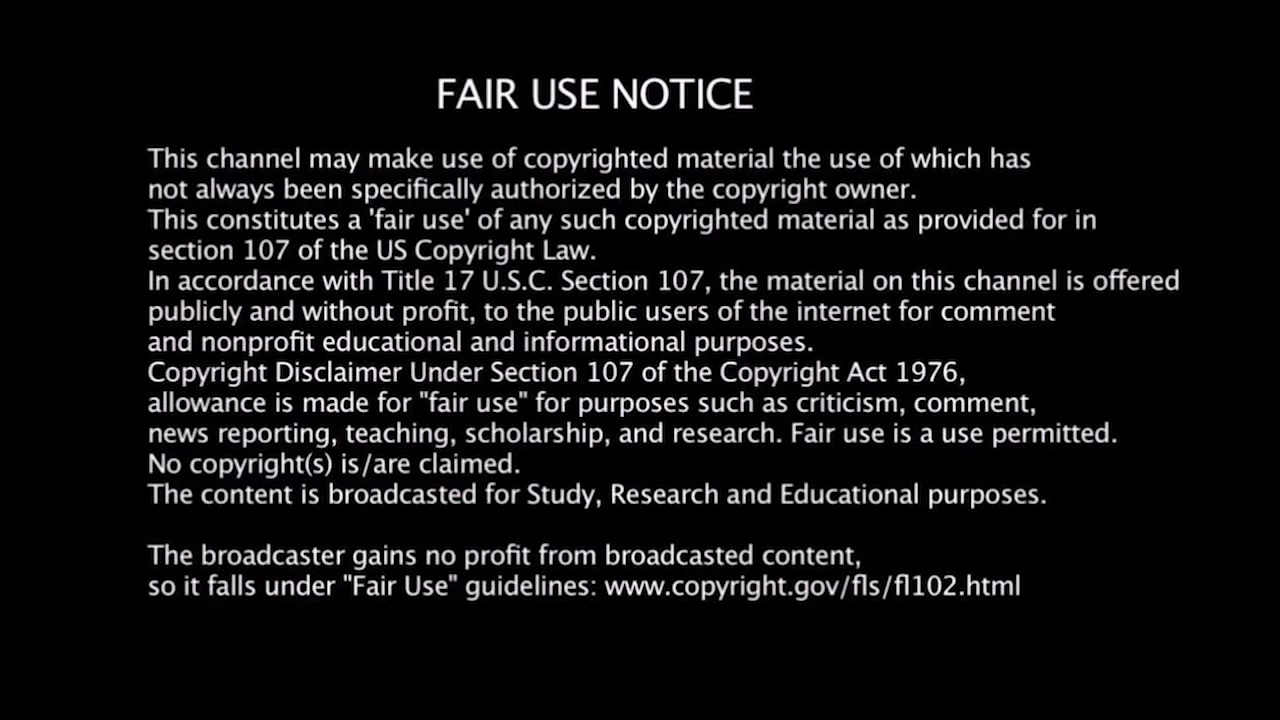 FAIR USE NOTICE
This channel may make use of copyrighted material the use of which has
not always been specifically authorized by the copyright owner.
This constitutes a 'fair use' of any such copyrighted material as provided for in
section 107 of the US Copyright Law.
In accordance with Title 17 U.S.C. Section 107, the material on this channel is offered
publicly and without profit, to the public users of the internet for comment
and nonprofit educational and informational purposes.
Copyright Disclaimer Under Section 107 of the Copyright Act 1976,
allowance is made for "fair use" for purposes such as criticism, comment,
news reporting, teaching, scholarship, and research. Fair use is a use permitted.
No copyright(s) is/are claimed.
The content is broadcasted for Study, Research and Educational purposes.
The broadcaster gains no profit from broadcasted content,
so it falls under "Fair Use" guidelines: www.copyright.gov/fls/fl102.html